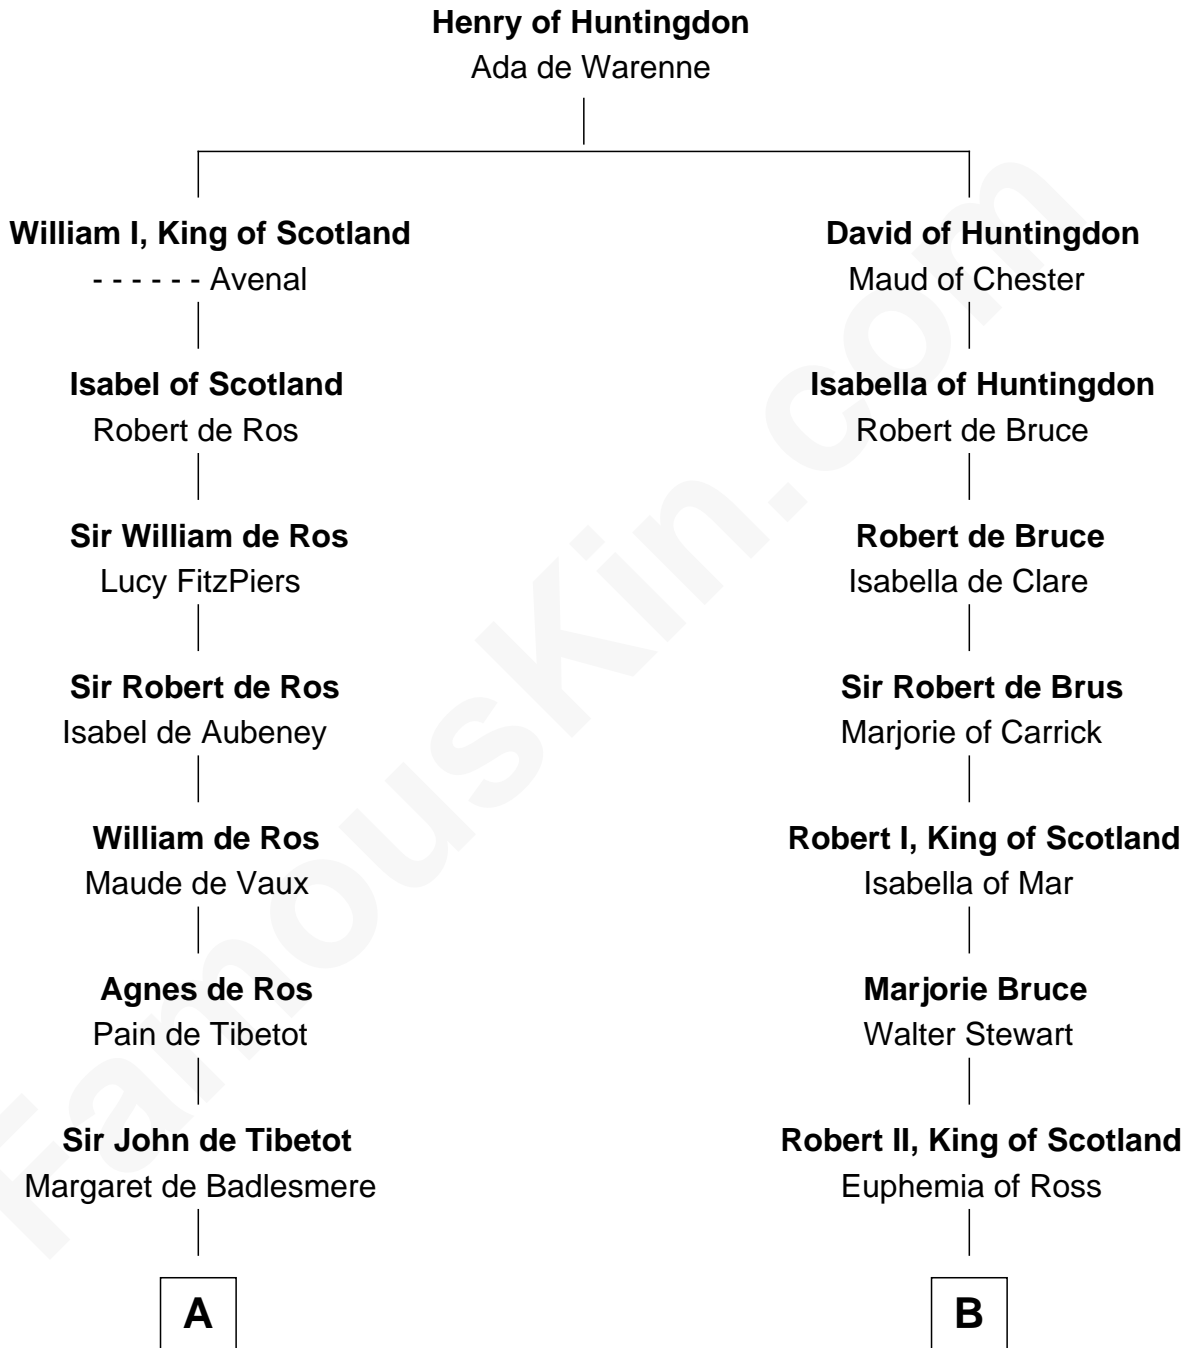 Henry of Huntingdon
Ada de Warenne
William I, King of Scotland
- - - - - - Avenal
David of Huntingdon
Maud of Chester
Isabel of Scotland
Robert de Ros
Isabella of Huntingdon
Robert de Bruce
Sir William de Ros
Lucy FitzPiers
Robert de Bruce
Isabella de Clare
Sir Robert de Ros
Isabel de Aubeney
Sir Robert de Brus
Marjorie of Carrick
William de Ros
Maude de Vaux
Robert I, King of Scotland
Isabella of Mar
Agnes de Ros
Pain de Tibetot
Marjorie Bruce
Walter Stewart
Sir John de Tibetot
Margaret de Badlesmere
Robert II, King of Scotland
Euphemia of Ross
A
B
FamousKin.com